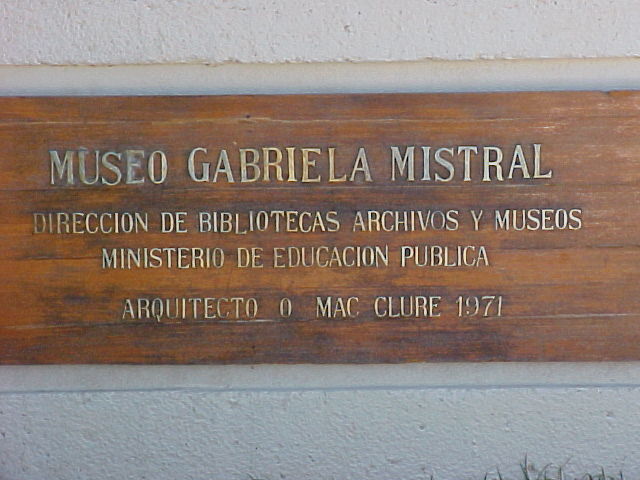 MUSEO GABRIELA MISTRAL
DIRECCION DE BIBLIOTECAS ARCHIVOS Y MUSEOS
MINISTERIO DE EDUCACION PUBLICA
ARQUITECTO O MAC CLURE 1971